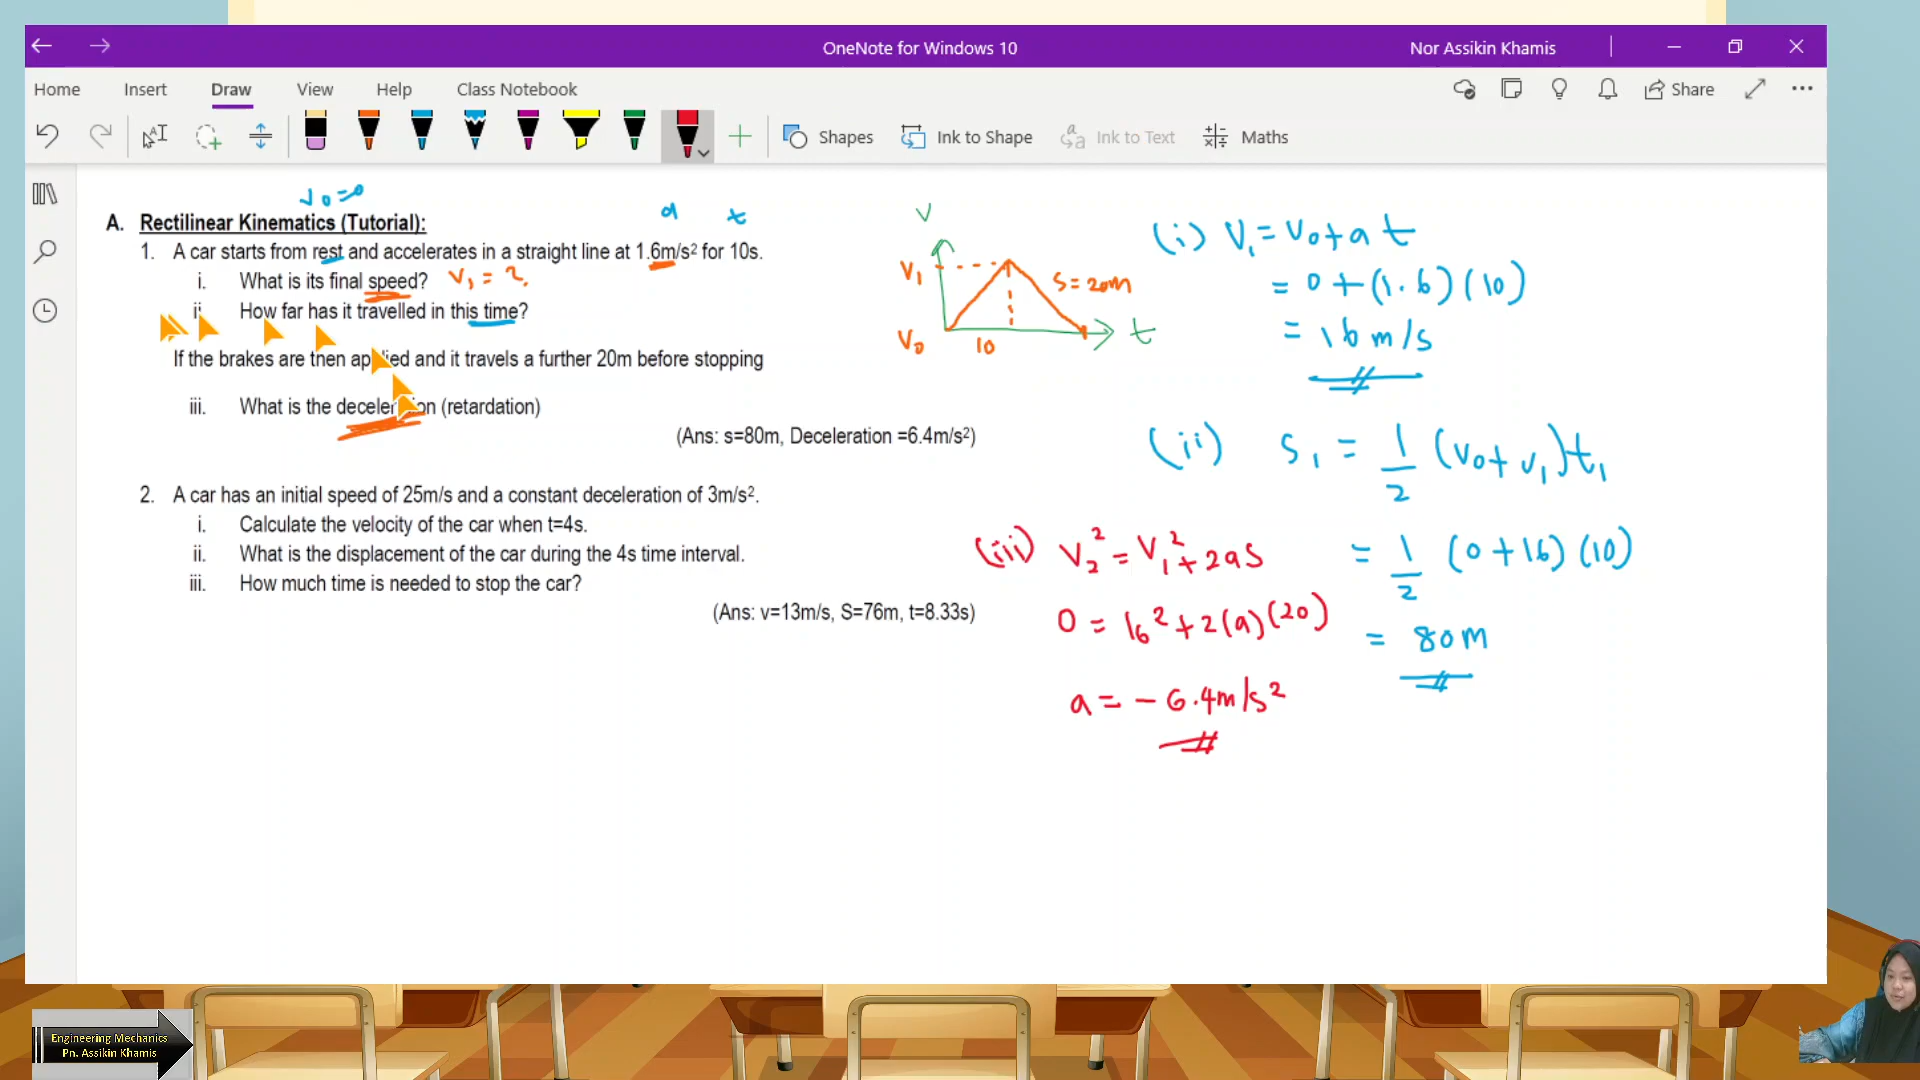 OneNote for Windows 10
Nor Assikin Khamis
Home Insert Draw View Help Class Notebook
Share
Shapes Ink to Shape Ink to Text Maths
v0=0
a t
A. Rectilinear Kinematics (Tutorial):
1. A car starts from rest and accelerates in a straight line at 1.6m/s² for 10s.
i. What is its final speed? V1 = ?
ii. How far has it travelled in this time?
If the brakes are then applied and it travels a further 20m before stopping
iii. What is the deceleration (retardation)
(Ans: s=80m, Deceleration =6.4m/s²)
2. A car has an initial speed of 25m/s and a constant deceleration of 3m/s².
i. Calculate the velocity of the car when t=4s.
ii. What is the displacement of the car during the 4s time interval.
iii. How much time is needed to stop the car?
(Ans: v=13m/s, S=76m, t=8.33s)
V
V1
S = 20m
V0
10
t
(i) V1 = V0 + a t
= 0 + (1.6)(10)
= 16 m/s
(ii) S1 = 1/2 (V0 + V1) t1
= 1/2 (0 + 16)(10)
= 80m
(iii) V2² = V1² + 2as
0 = 16² + 2(a)(20)
a = -6.4m/s²
Engineering Mechanics
Pn. Assikin Khamis